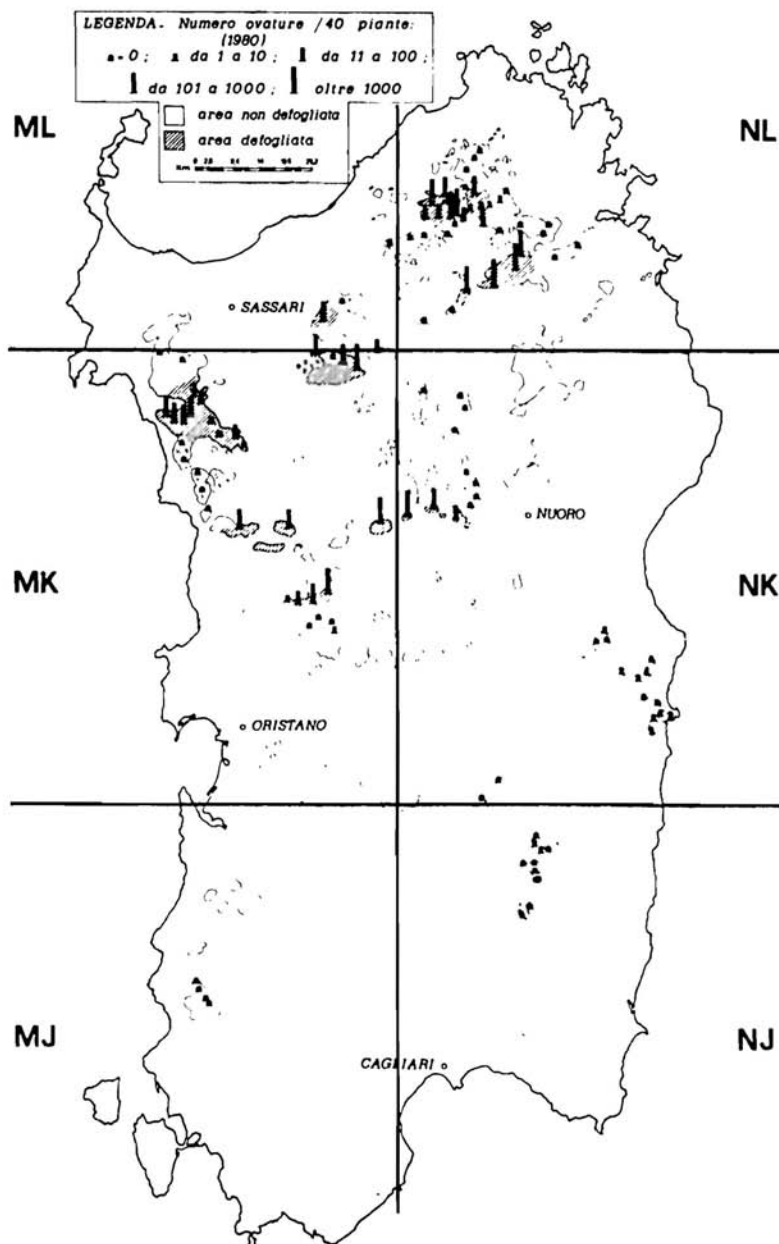 LEGENDA. Numero ovature /40 piante:
(1980)
= 0; da 1 a 10; da 11 a 100;
da 101 a 1000; oltre 1000
area non defogliata
area defogliata
ML
NL
SASSARI
NUORO
MK
NK
ORISTANO
MJ
NJ
CAGLIARI